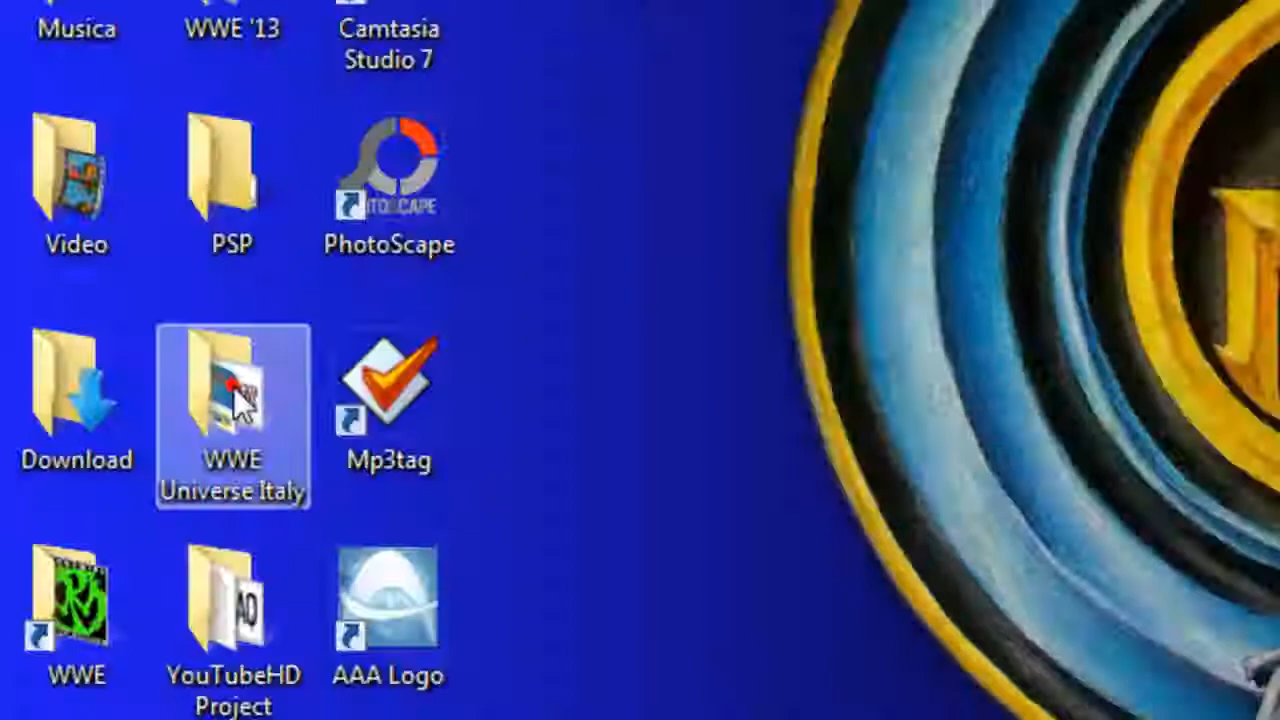 Musica
WWE '13
Camtasia
Studio 7
Video
PSP
PhotoScape
Download
WWE
Universe Italy
Mp3tag
WWE
YouTubeHD
Project
AAA Logo